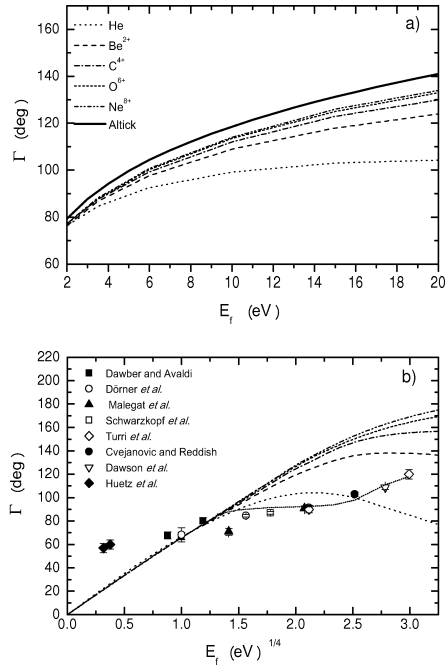 a)
He
Be2+
C4+
O6+
Ne8+
Altick
160
140
120
100
80
60
Γ (deg)
2 4 6 8 10 12 14 16 18 20
Ef (eV)
b)
Dawber and Avaldi
Dörner et al.
Malegat et al.
Schwarzkopf et al.
Turri et al.
Cvejanovic and Reddish
Dawson et al.
Huetz et al.
220
200
180
160
140
120
100
80
60
40
20
0
Γ (deg)
0.0 0.5 1.0 1.5 2.0 2.5 3.0
Ef (eV) 1/4